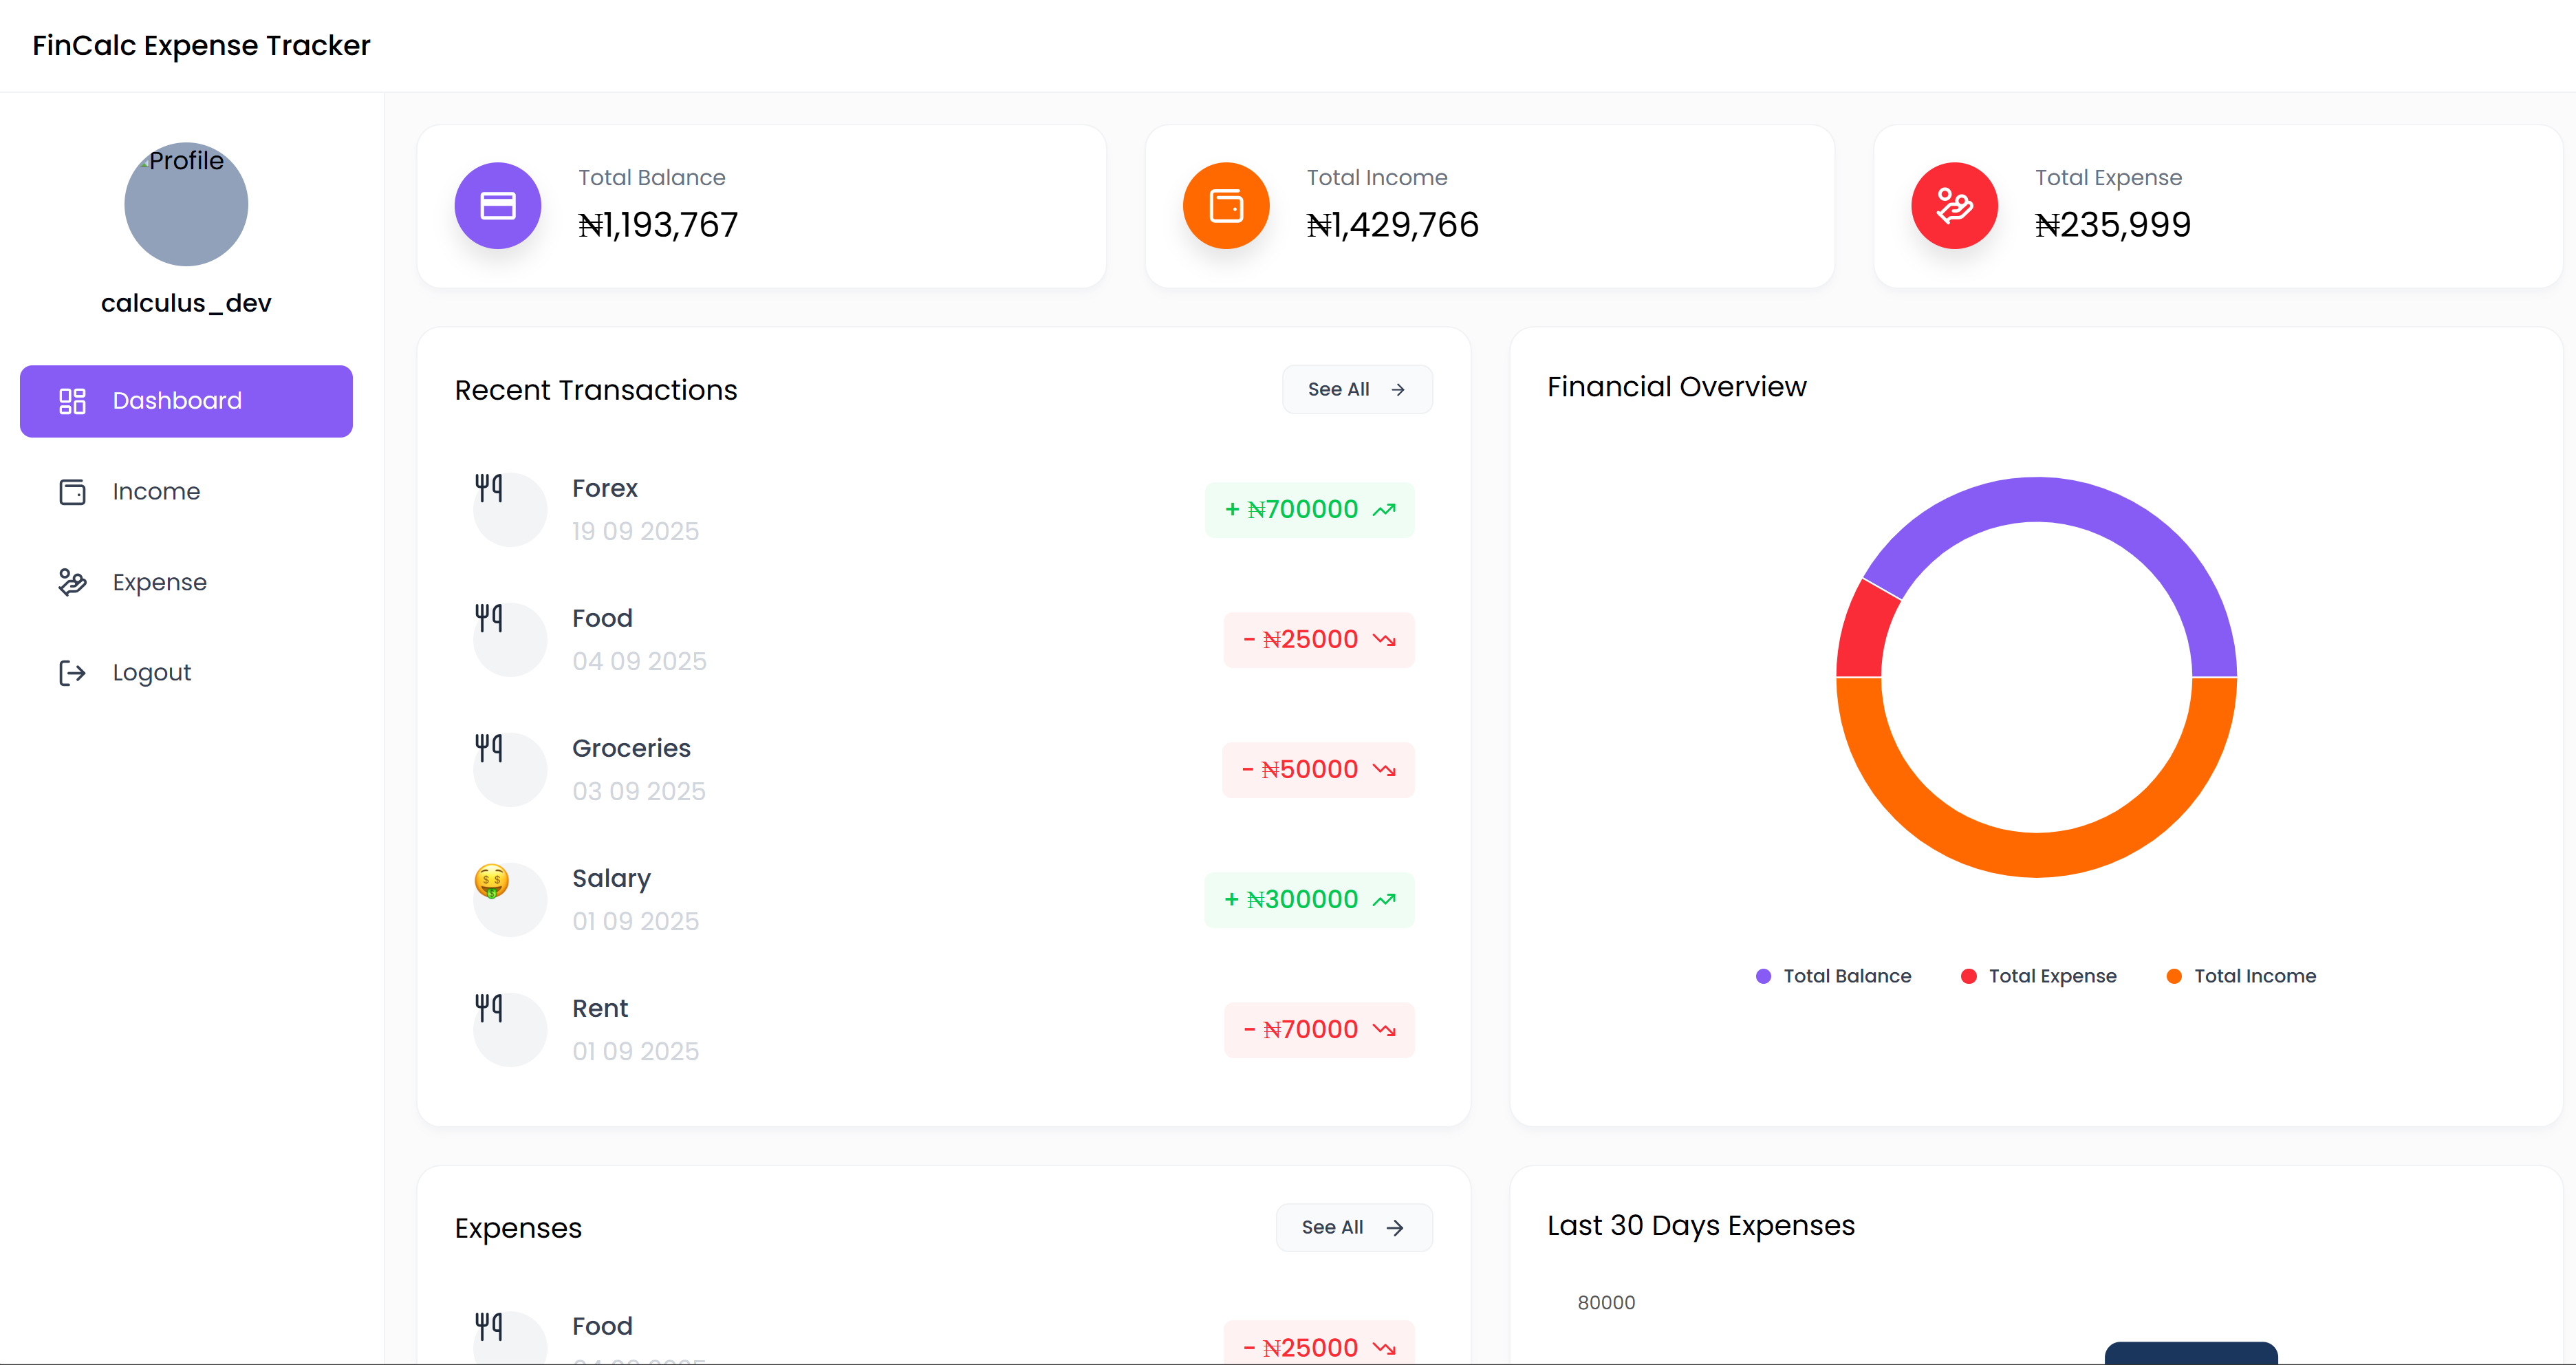 FinCalc Expense Tracker
Profile
calculus_dev
Dashboard
Income
Expense
Logout
Total Balance
₦1,193,767
Total Income
₦1,429,766
Total Expense
₦235,999
Recent Transactions
See All
Forex
19 09 2025
+ ₦700000
Food
04 09 2025
- ₦25000
Groceries
03 09 2025
- ₦50000
Salary
01 09 2025
+ ₦300000
Rent
01 09 2025
- ₦70000
Financial Overview
Total Balance
Total Expense
Total Income
Expenses
See All
Food
- ₦25000
Last 30 Days Expenses
80000